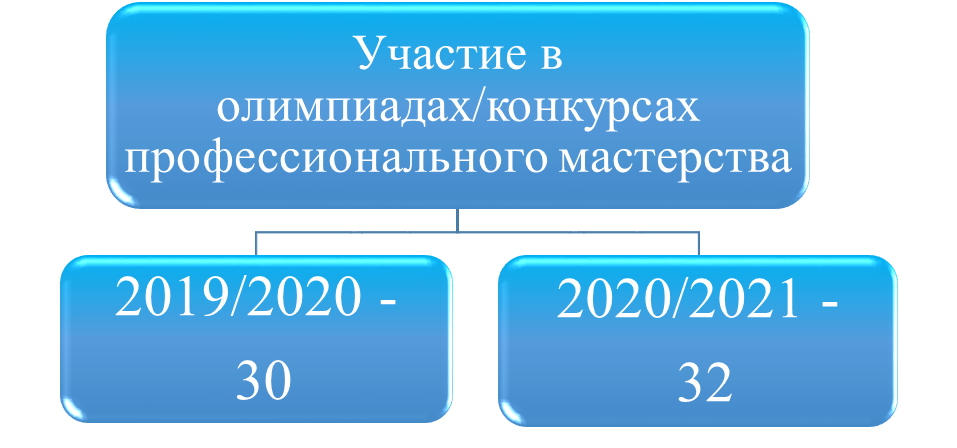 Участие в
олимпиадах/конкурсах
профессионального мастерства
2019/2020 -
30
2020/2021 -
32